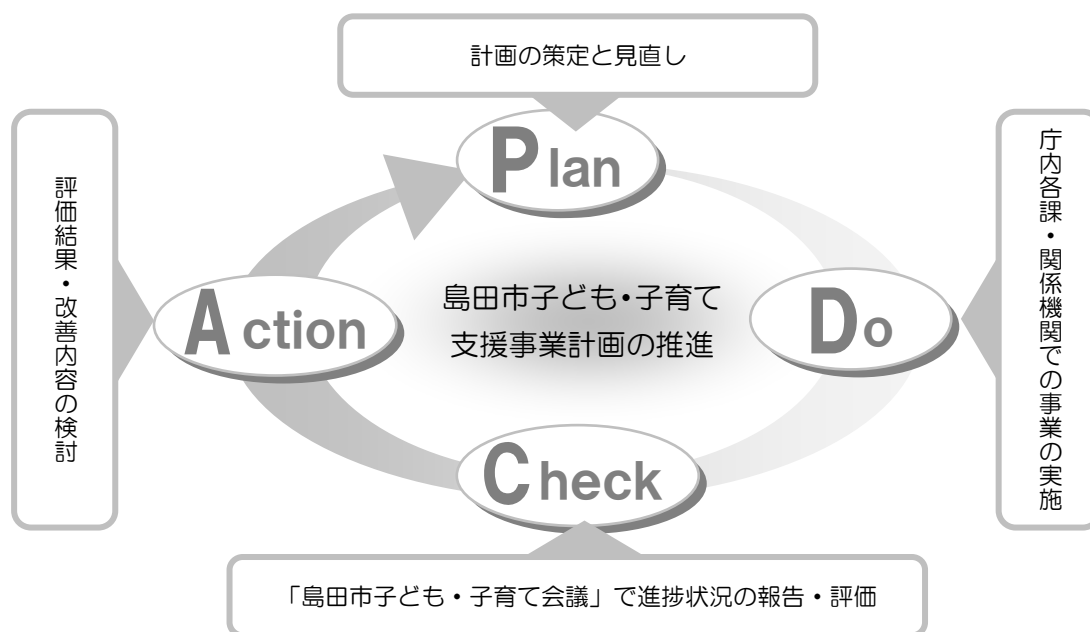 計画の策定と見直し
Plan
庁内各課・関係機関での事業の実施
Do
島田市子ども・子育て
支援事業計画の推進
Action
評価結果・改善内容の検討
Check
「島田市子ども・子育て会議」で進捗状況の報告・評価